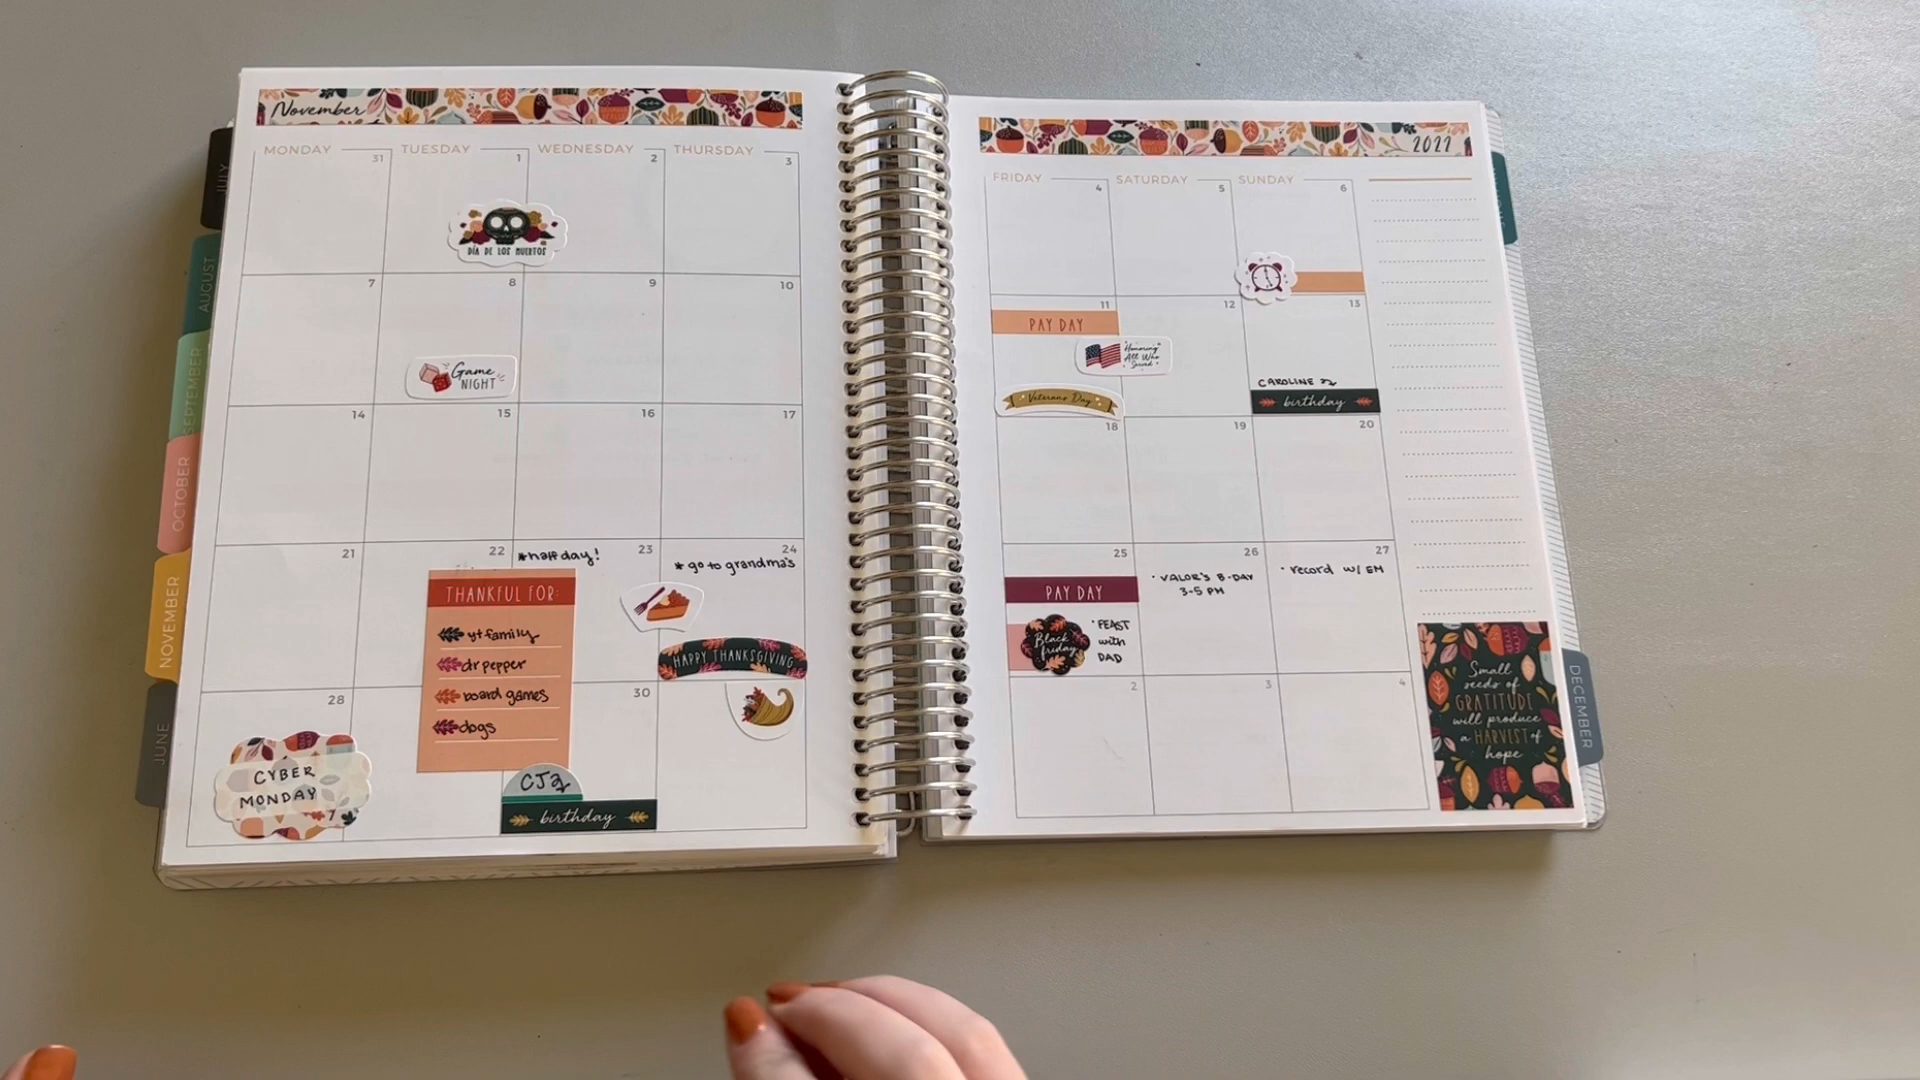 November
MONDAY
TUESDAY
WEDNESDAY
THURSDAY
31
1
2
3
DÍA DE LOS MUERTOS
7
8
9
10
Game
NIGHT
14
15
16
17
21
22
*half day!
23
24
* go to grandma's
THANKFUL FOR:
yt family
dr pepper
board games
dogs
HAPPY THANKSGIVING
28
30
CYBER
MONDAY
birthday
2022
FRIDAY
SATURDAY
SUNDAY
4
5
6
11
12
13
PAY DAY
Honoring
All Who
Served
Veterans Day
CAROLINE 22
birthday
18
19
20
25
26
27
PAY DAY
Black
friday
· FEAST
with
DAD
· VALOR'S B-DAY
3-5 PM
· record w/ EM
2
3
4
Small
seeds of
GRATITUDE
will produce
a HARVEST of
hope
JULY
AUGUST
SEPTEMBER
OCTOBER
NOVEMBER
JUNE
DECEMBER